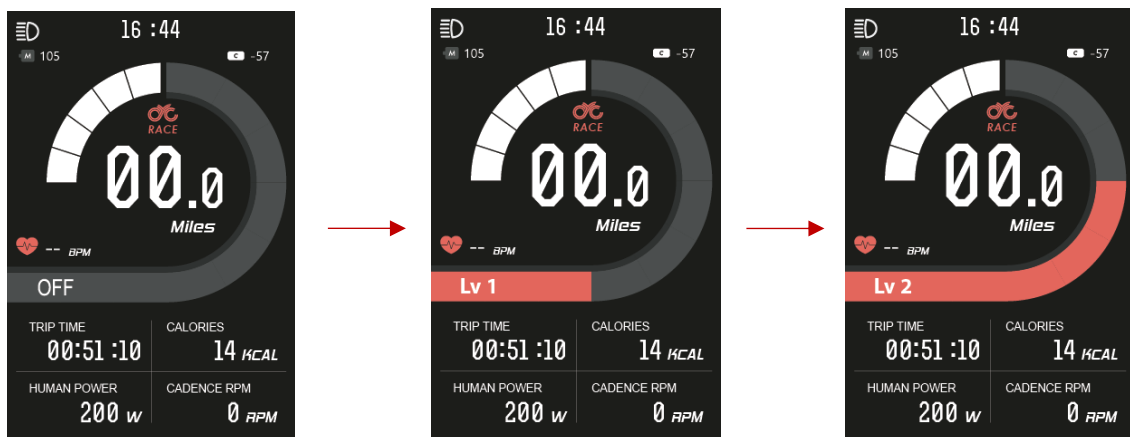 16 :44
M 105
C -57
RACE
00.0
Miles
-- BPM
OFF
TRIP TIME
CALORIES
00:51 :10
14 KCAL
HUMAN POWER
CADENCE RPM
200 W
0 RPM
16 :44
M 105
C -57
RACE
00.0
Miles
-- BPM
Lv 1
TRIP TIME
CALORIES
00:51 :10
14 KCAL
HUMAN POWER
CADENCE RPM
200 W
0 RPM
16 :44
M 105
C -57
RACE
00.0
Miles
-- BPM
Lv 2
TRIP TIME
CALORIES
00:51 :10
14 KCAL
HUMAN POWER
CADENCE RPM
200 W
0 RPM